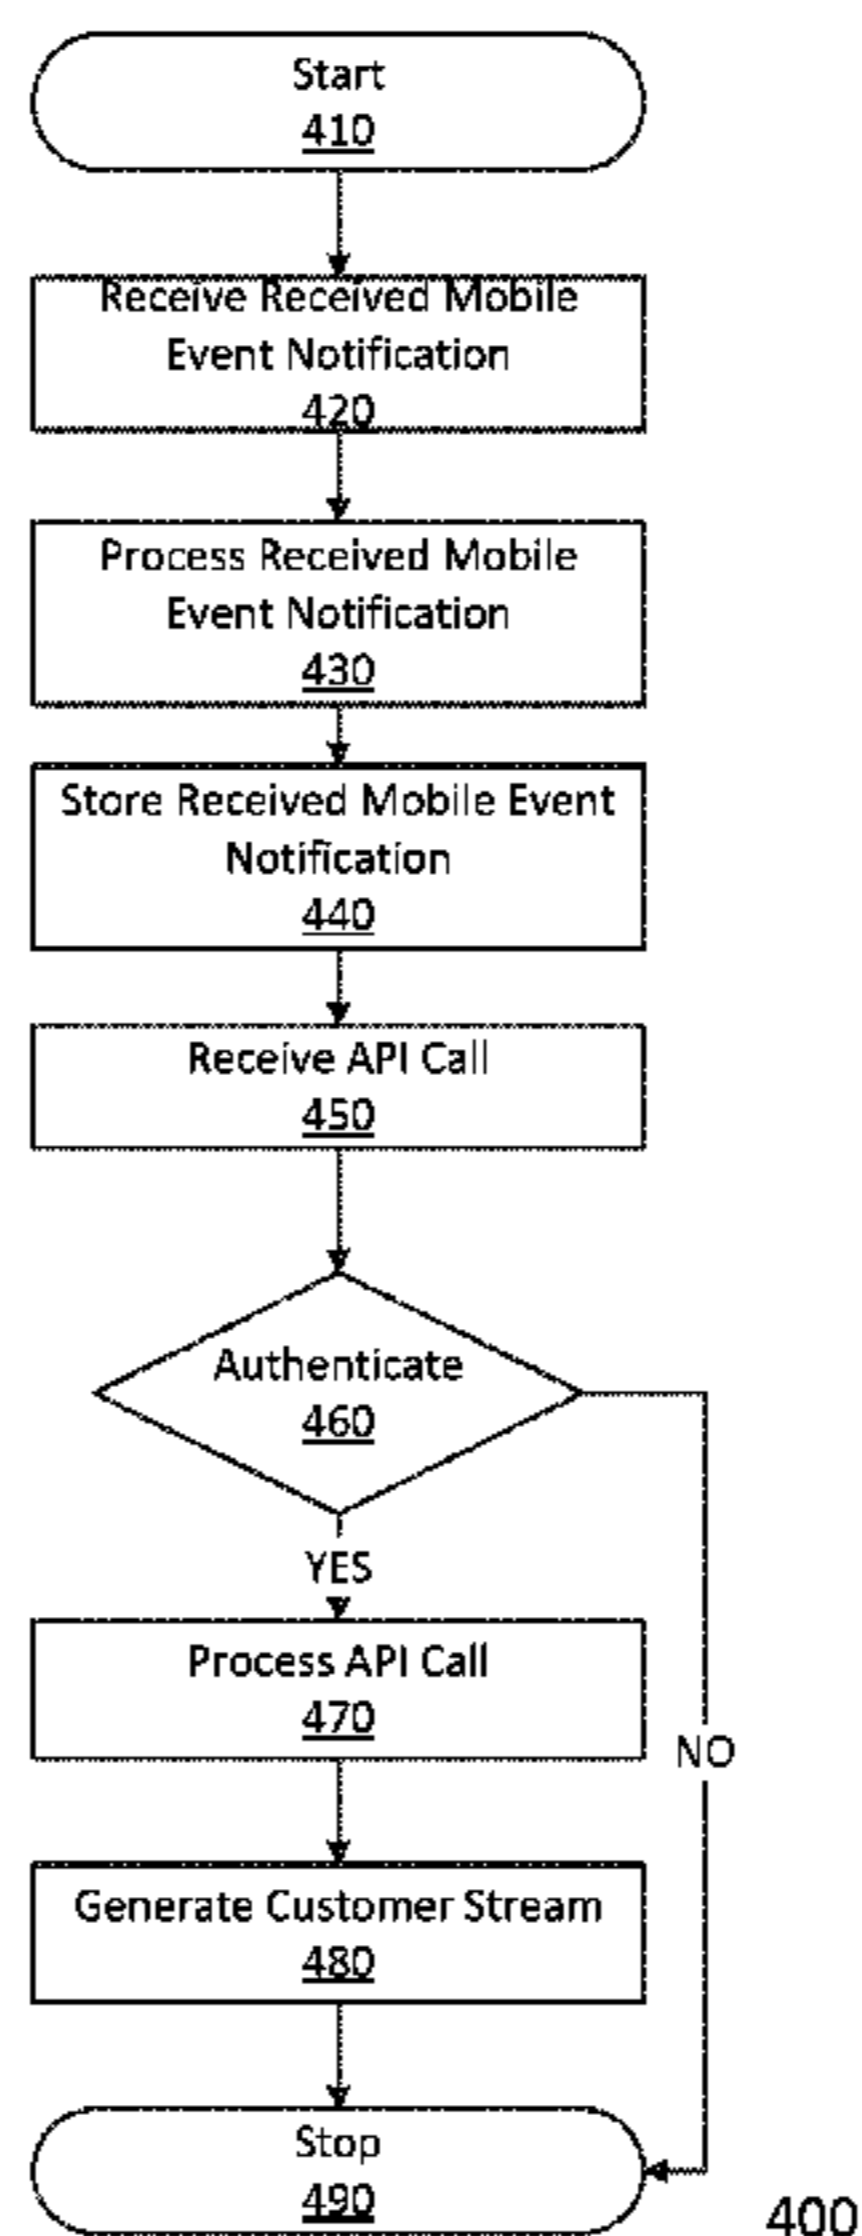 Start
410
Receive Received Mobile
Event Notification
420
Process Received Mobile
Event Notification
430
Store Received Mobile Event
Notification
440
Receive API Call
450
Authenticate
460
YES
Process API Call
470
NO
Generate Customer Stream
480
Stop
490
400